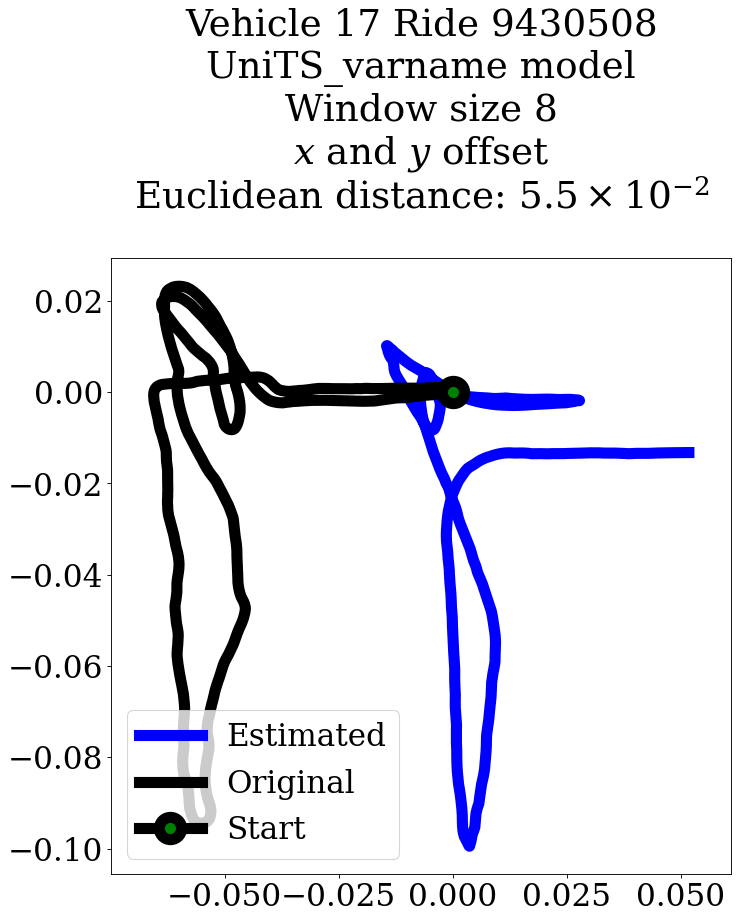 Vehicle 17 Ride 9430508
UniTS_varname model
Window size 8
x and y offset
Euclidean distance: 5.5 × 10⁻²
0.02
0.00
−0.02
−0.04
−0.06
−0.08
−0.10
Estimated
Original
Start
−0.050 −0.025 0.000 0.025 0.050